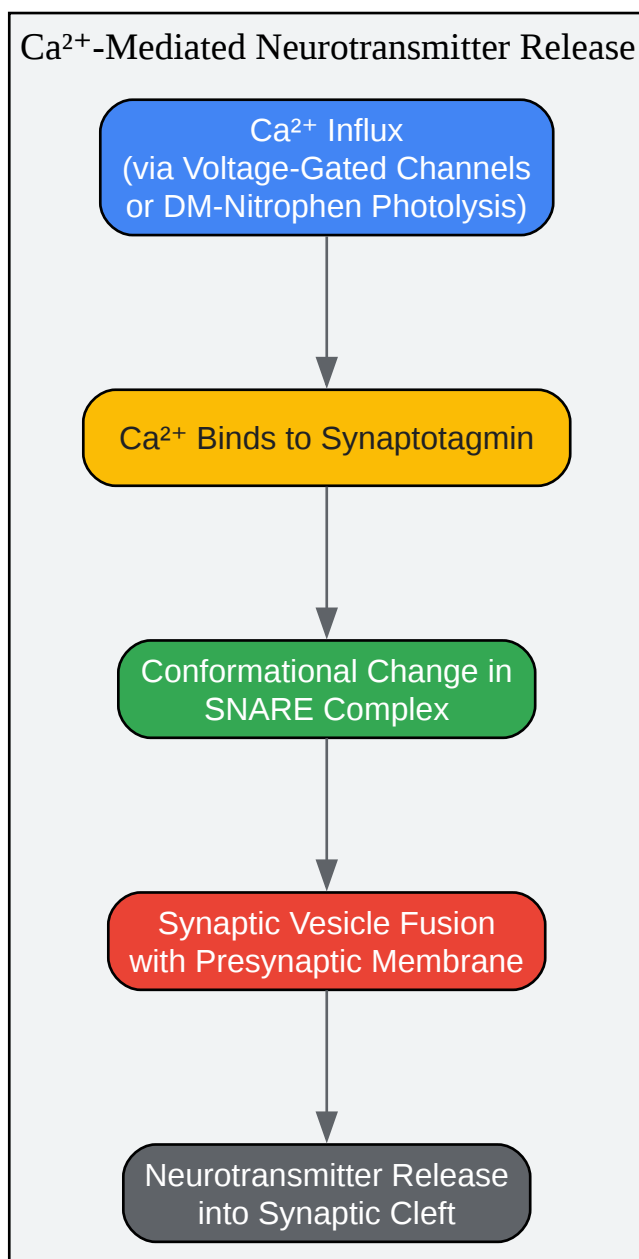 Ca²⁺-Mediated Neurotransmitter Release
Ca²⁺ Influx
(via Voltage-Gated Channels
or DM-Nitrophen Photolysis)
Ca²⁺ Binds to Synaptotagmin
Conformational Change in
SNARE Complex
Synaptic Vesicle Fusion
with Presynaptic Membrane
Neurotransmitter Release
into Synaptic Cleft